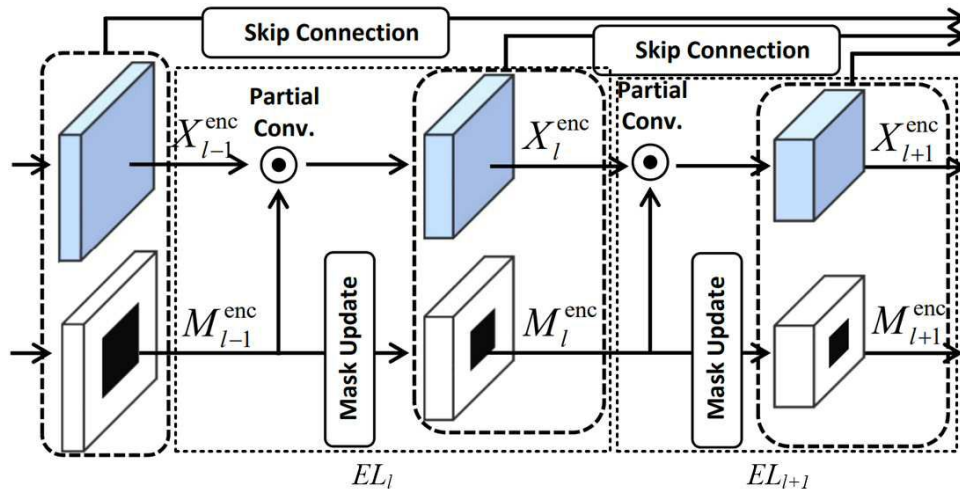 Skip Connection
Skip Connection
Partial
Conv.
X_{l-1}^{enc}
X_l^{enc}
Partial
Conv.
X_{l+1}^{enc}
M_{l-1}^{enc}
Mask Update
M_l^{enc}
Mask Update
M_{l+1}^{enc}
EL_l
EL_{l+1}